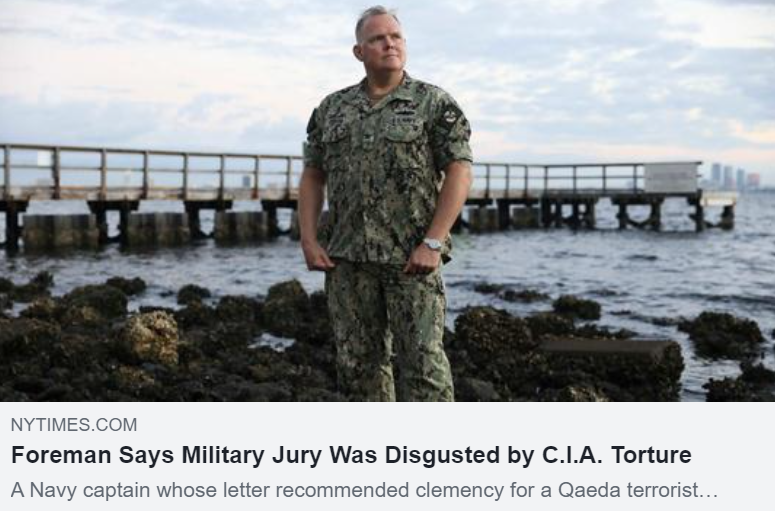 NYTIMES.COM
Foreman Says Military Jury Was Disgusted by C.I.A. Torture
A Navy captain whose letter recommended clemency for a Qaeda terrorist…